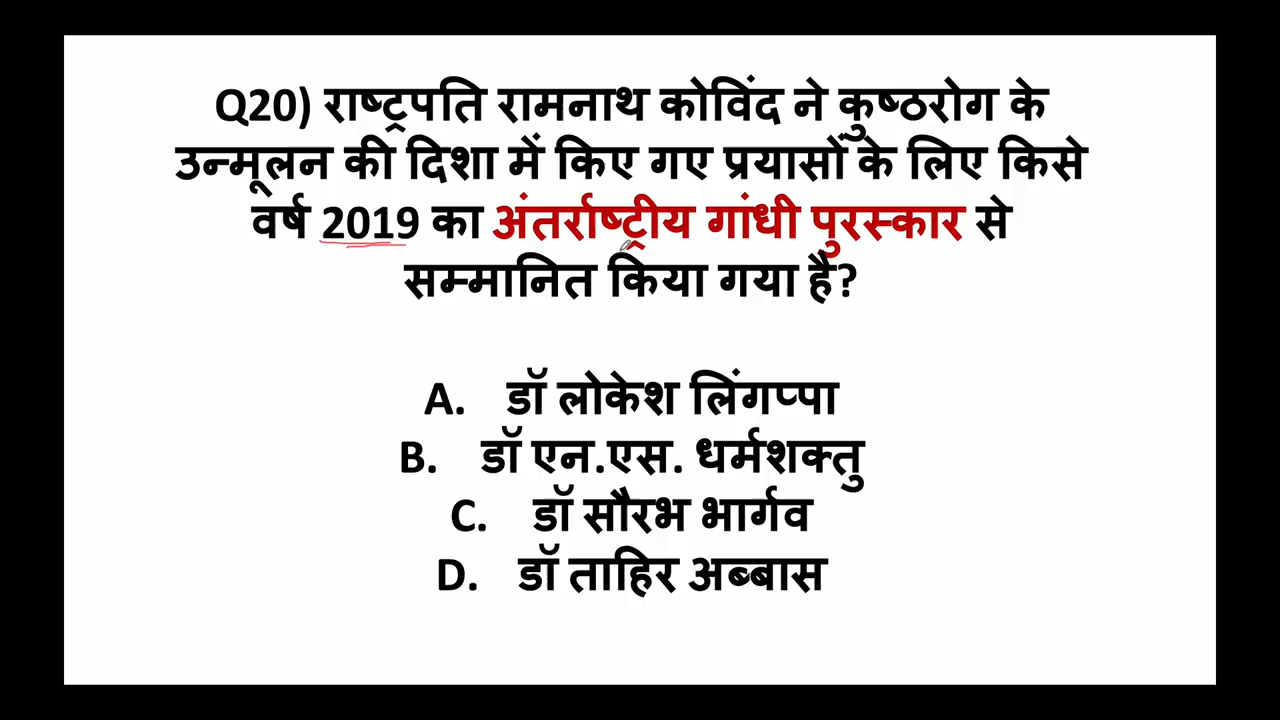 Q20) राष्ट्रपति रामनाथ कोविंद ने कुष्ठरोग के
उन्मूलन की दिशा में किए गए प्रयासों के लिए किसे
वर्ष 2019 का अंतर्राष्ट्रीय गांधी पुरस्कार से
सम्मानित किया गया है?
A. डॉ लोकेश लिंगप्पा
B. डॉ एन.एस. धर्मशक्तु
C. डॉ सौरभ भार्गव
D. डॉ ताहिर अब्बास